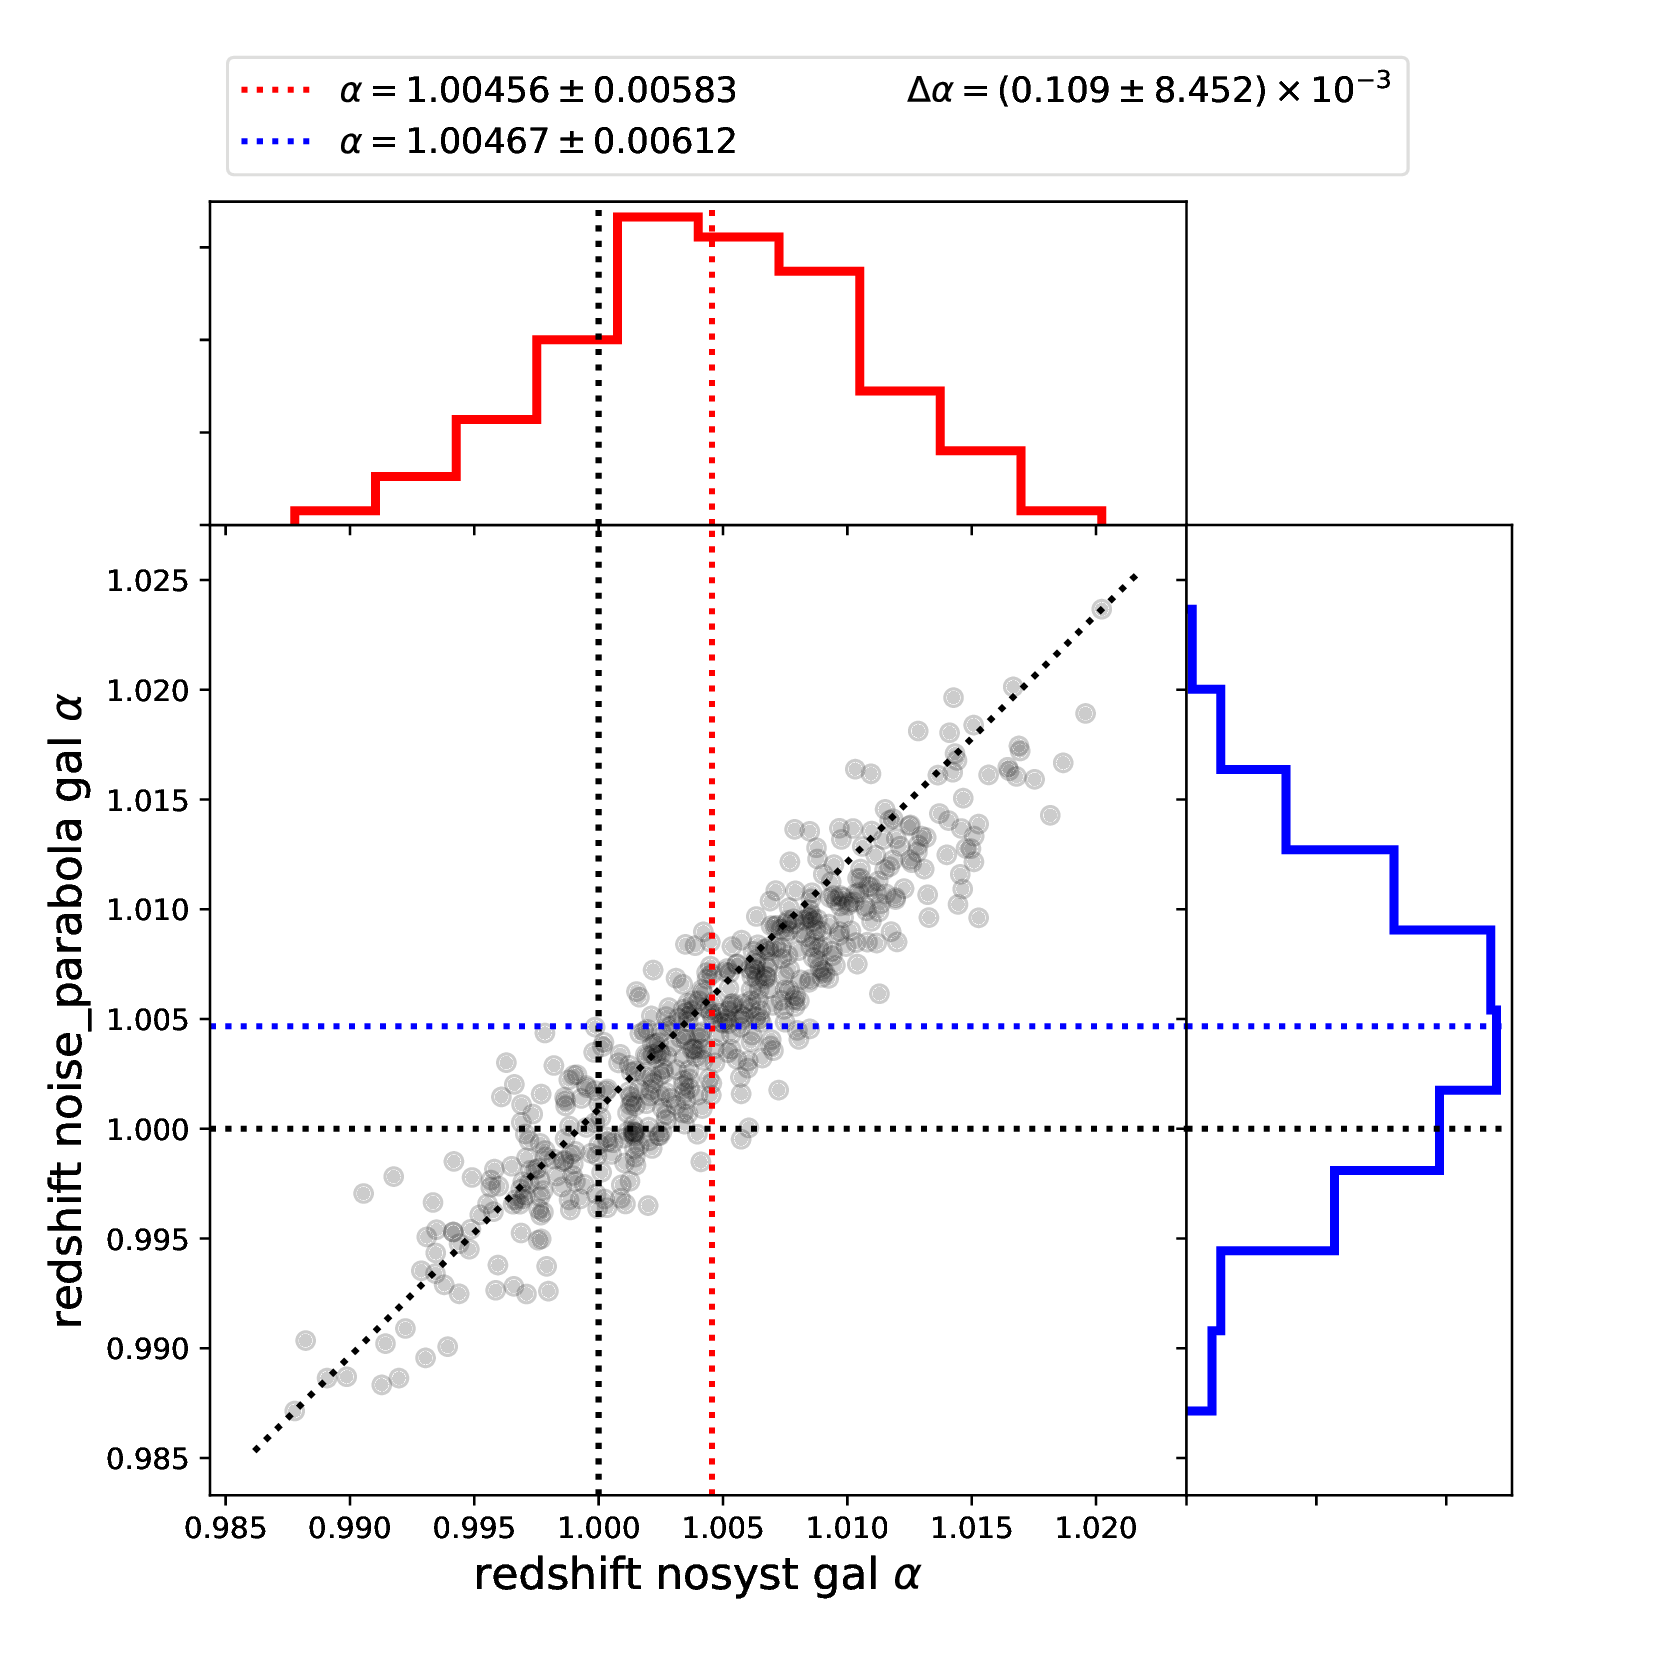 α = 1.00456 ± 0.00583
α = 1.00467 ± 0.00612
Δα = (0.109 ± 8.452) × 10⁻³
1.025
1.020
1.015
1.010
1.005
1.000
0.995
0.990
0.985
redshift noise_parabola gal α
0.985 0.990 0.995 1.000 1.005 1.010 1.015 1.020
redshift nosyst gal α